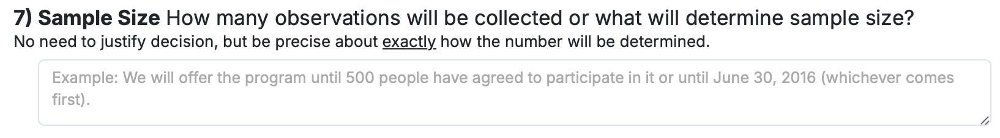 7) Sample Size How many observations will be collected or what will determine sample size?
No need to justify decision, but be precise about exactly how the number will be determined.
Example: We will offer the program until 500 people have agreed to participate in it or until June 30, 2016 (whichever comes
first).